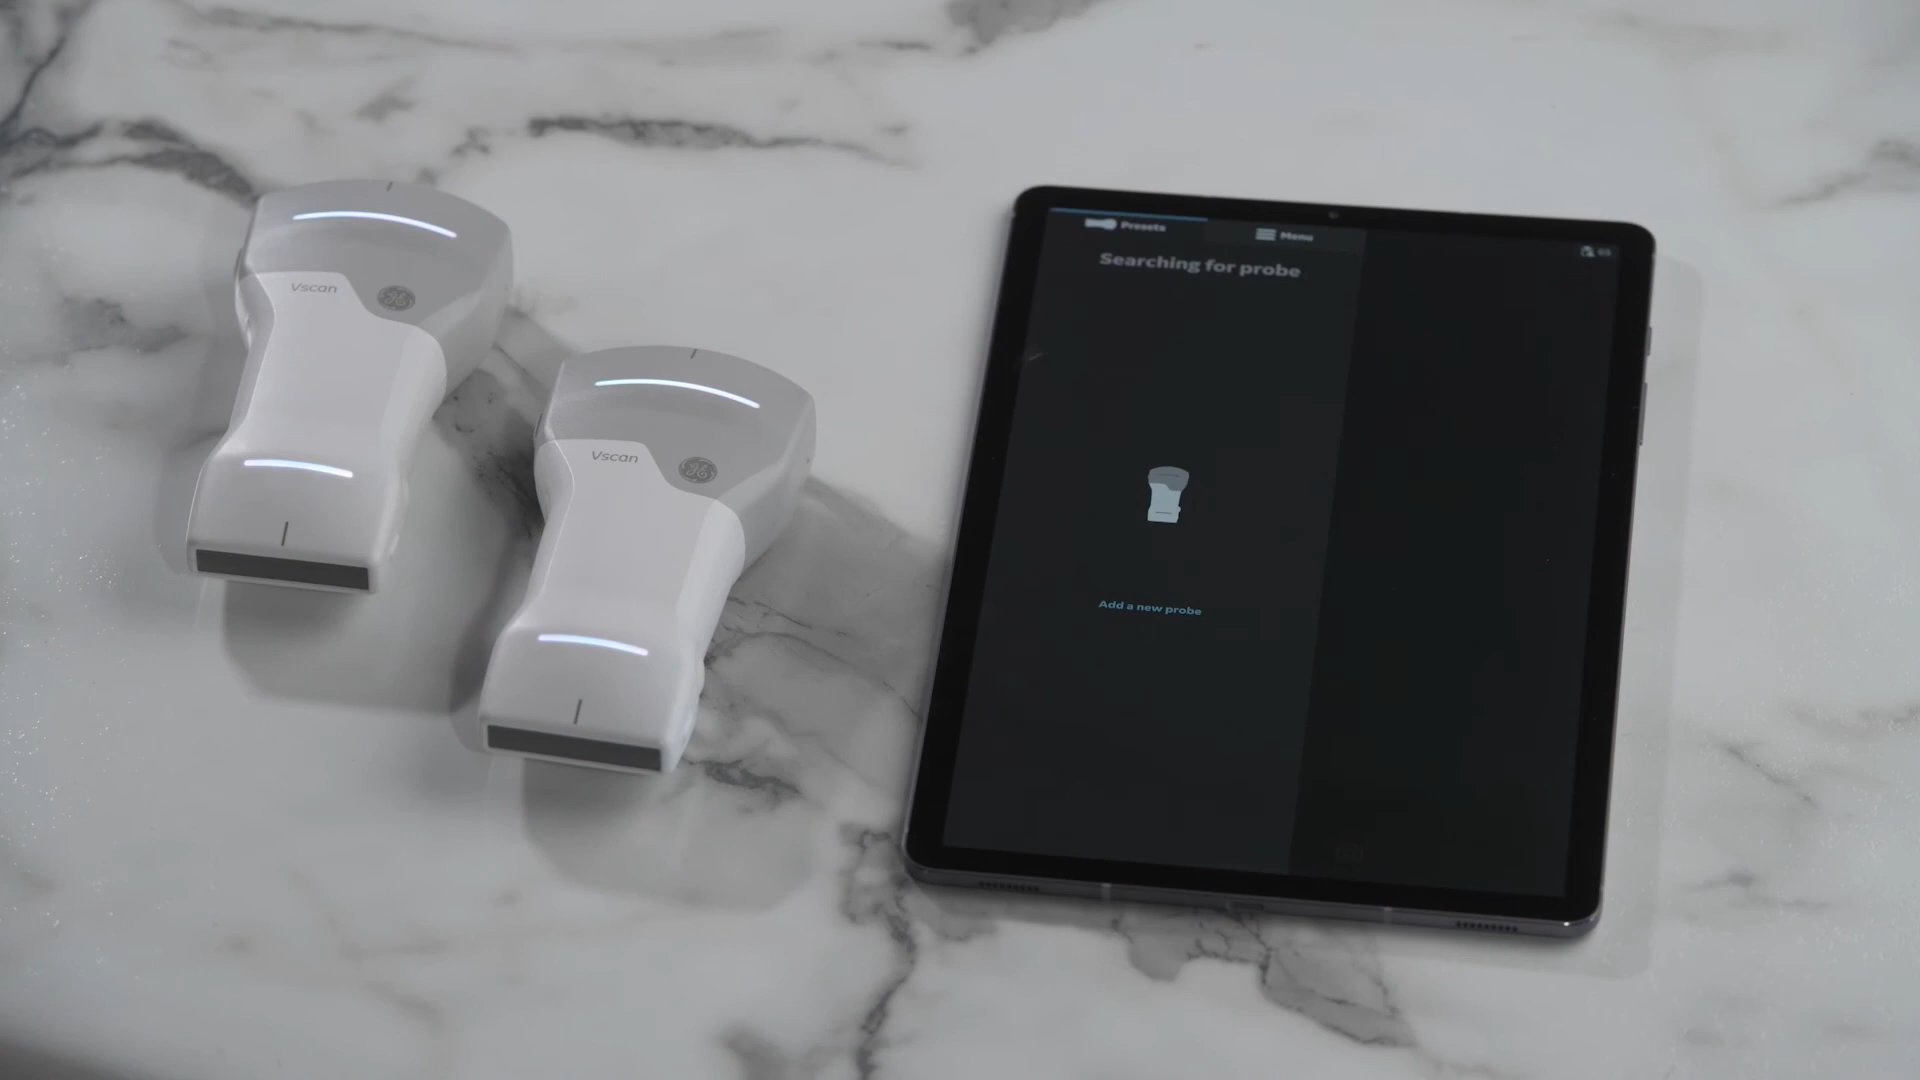 Vscan
Vscan
Presets
Menu
Searching for probe
Add a new probe